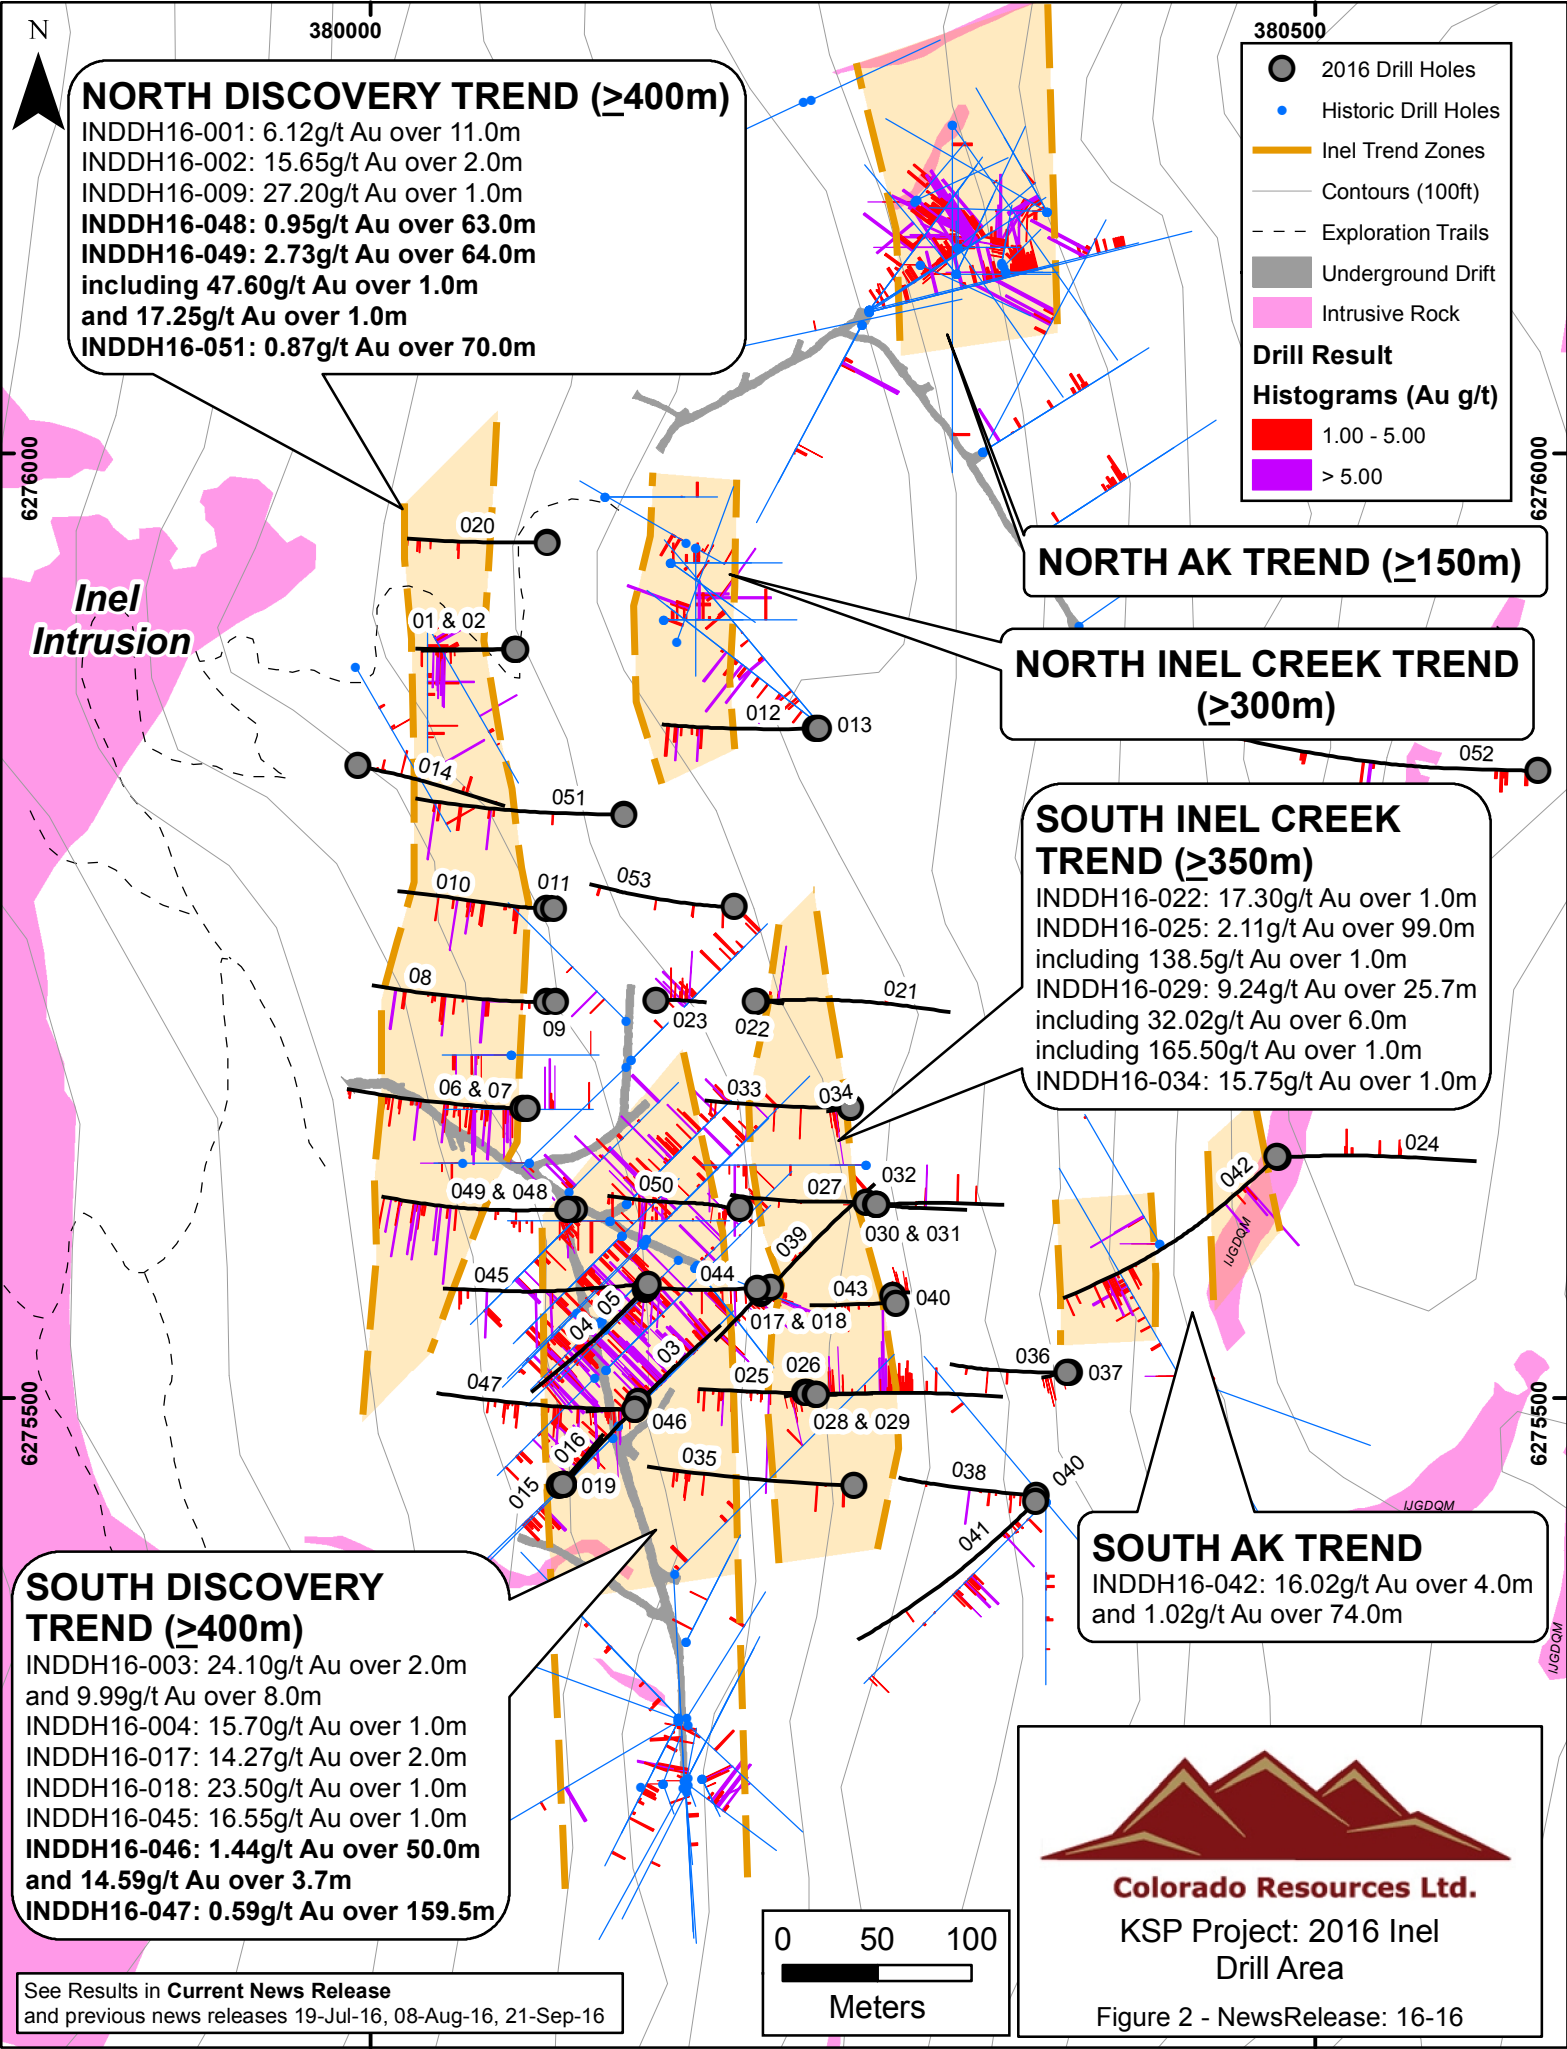 N
380000
380500
NORTH DISCOVERY TREND (≥400m)
INDDH16-001: 6.12g/t Au over 11.0m
INDDH16-002: 15.65g/t Au over 2.0m
INDDH16-009: 27.20g/t Au over 1.0m
INDDH16-048: 0.95g/t Au over 63.0m
INDDH16-049: 2.73g/t Au over 64.0m
including 47.60g/t Au over 1.0m
and 17.25g/t Au over 1.0m
INDDH16-051: 0.87g/t Au over 70.0m
2016 Drill Holes
Historic Drill Holes
Inel Trend Zones
Contours (100ft)
Exploration Trails
Underground Drift
Intrusive Rock
Drill Result
Histograms (Au g/t)
1.00 - 5.00
> 5.00
6276000
6276000
020
NORTH AK TREND (≥150m)
Inel
Intrusion
01 & 02
NORTH INEL CREEK TREND
(≥300m)
012
013
052
014
051
SOUTH INEL CREEK
TREND (≥350m)
INDDH16-022: 17.30g/t Au over 1.0m
INDDH16-025: 2.11g/t Au over 99.0m
including 138.5g/t Au over 1.0m
INDDH16-029: 9.24g/t Au over 25.7m
including 32.02g/t Au over 6.0m
including 165.50g/t Au over 1.0m
INDDH16-034: 15.75g/t Au over 1.0m
010
011
053
08
09
023
022
021
06 & 07
033
034
024
042
IJGDQM
049 & 048
050
027
032
030 & 031
039
045
044
043
040
04
05
017 & 018
03
026
025
036
037
047
046
028 & 029
6275500
6275500
016
015
019
035
038
040
041
IJGDQM
SOUTH AK TREND
INDDH16-042: 16.02g/t Au over 4.0m
and 1.02g/t Au over 74.0m
IJGDQM
SOUTH DISCOVERY
TREND (≥400m)
INDDH16-003: 24.10g/t Au over 2.0m
and 9.99g/t Au over 8.0m
INDDH16-004: 15.70g/t Au over 1.0m
INDDH16-017: 14.27g/t Au over 2.0m
INDDH16-018: 23.50g/t Au over 1.0m
INDDH16-045: 16.55g/t Au over 1.0m
INDDH16-046: 1.44g/t Au over 50.0m
and 14.59g/t Au over 3.7m
INDDH16-047: 0.59g/t Au over 159.5m
Colorado Resources Ltd.
KSP Project: 2016 Inel
Drill Area
Figure 2 - NewsRelease: 16-16
0 50 100
Meters
See Results in Current News Release
and previous news releases 19-Jul-16, 08-Aug-16, 21-Sep-16